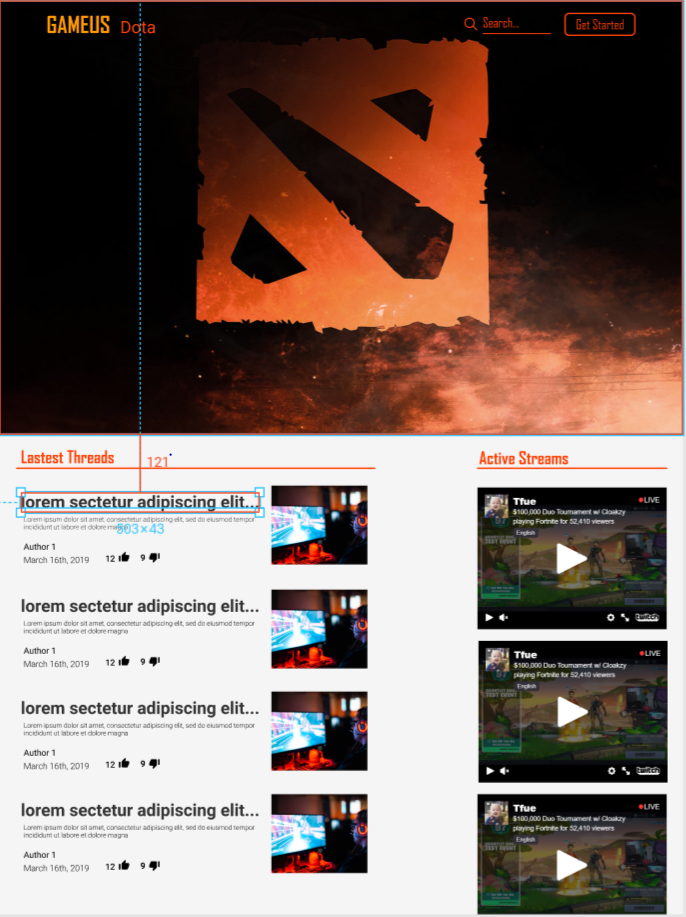 GAMEUS Dota
Search...
Get Started
Lastest Threads
121
lorem sectetur adipiscing elit...
Lorem ipsum dolor sit amet, consectetur adipiscing elit, sed do eiusmod tempor
incididunt ut labore et dolore
503×43
Author 1
March 16th, 2019
12
9
lorem sectetur adipiscing elit...
Lorem ipsum dolor sit amet, consectetur adipiscing elit, sed do eiusmod tempor
incididunt ut labore et dolore magna
Author 1
March 16th, 2019
12
9
lorem sectetur adipiscing elit...
Lorem ipsum dolor sit amet, consectetur adipiscing elit, sed do eiusmod tempor
incididunt ut labore et dolore magna
Author 1
March 16th, 2019
12
9
lorem sectetur adipiscing elit...
Lorem ipsum dolor sit amet, consectetur adipiscing elit, sed do eiusmod tempor
incididunt ut labore et dolore magna
Author 1
March 16th, 2019
12
9
Active Streams
Tfue
LIVE
$100,000 Duo Tournament w/ Cloakzy
playing Fortnite for 52,410 viewers
English
twitch
Tfue
LIVE
$100,000 Duo Tournament w/ Cloakzy
playing Fortnite for 52,410 viewers
English
twitch
Tfue
LIVE
$100,000 Duo Tournament w/ Cloakzy
playing Fortnite for 52,410 viewers
English